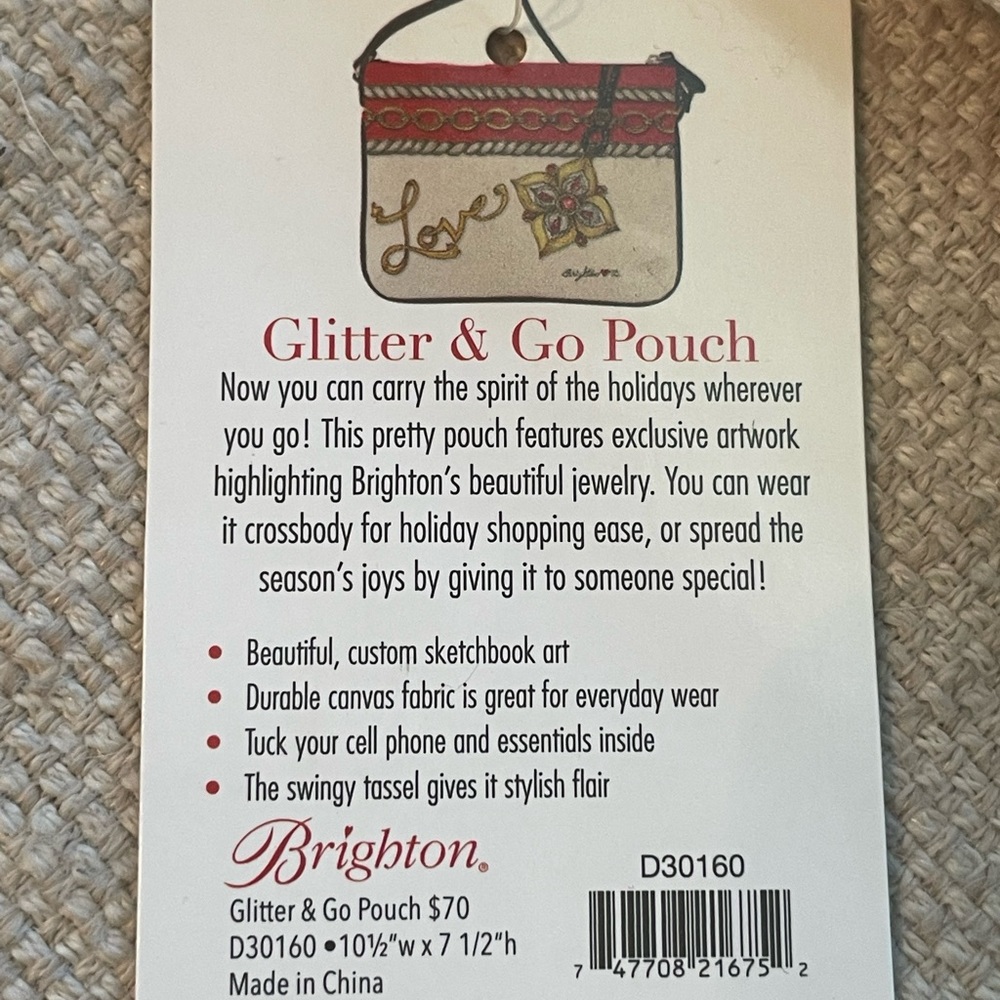 Love
Brighton
Glitter & Go Pouch
Now you can carry the spirit of the holidays wherever
you go! This pretty pouch features exclusive artwork
highlighting Brighton's beautiful jewelry. You can wear
it crossbody for holiday shopping ease, or spread the
season's joys by giving it to someone special!
• Beautiful, custom sketchbook art
• Durable canvas fabric is great for everyday wear
• Tuck your cell phone and essentials inside
• The swingy tassel gives it stylish flair
Brighton®
Glitter & Go Pouch $70
D30160 •10½"w x 7 1/2"h
Made in China
D30160
7 47708 21675 2